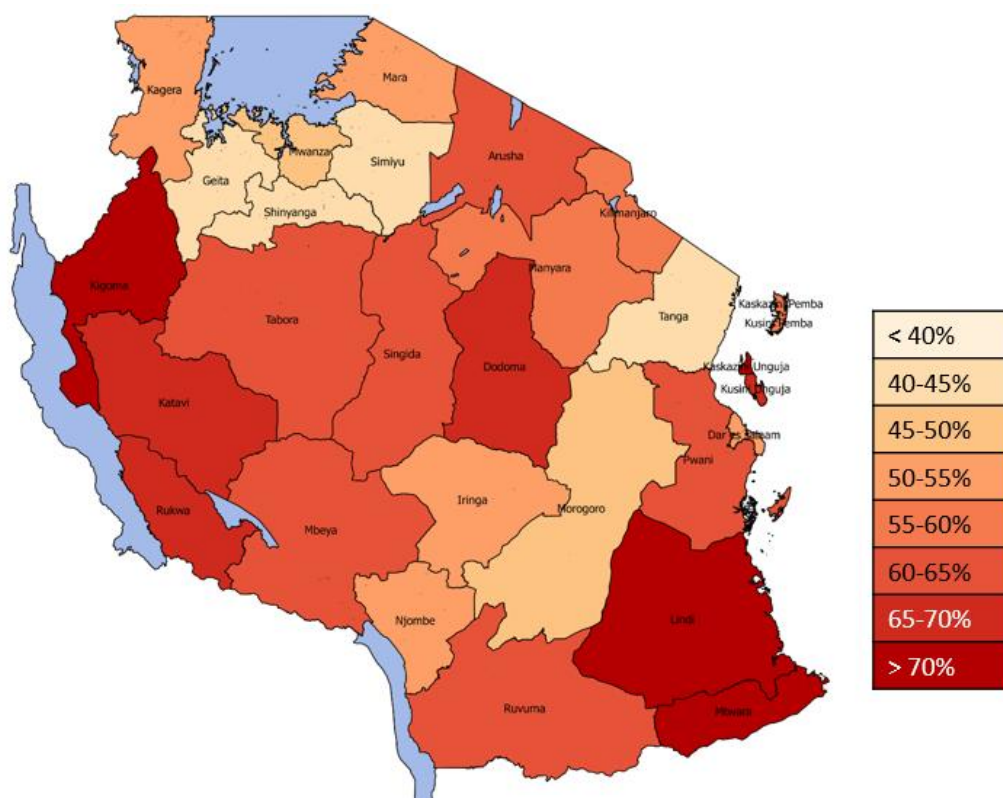 Kagera
Mara
Mwanza
Simiyu
Arusha
Geita
Shinyanga
Kilimanjaro
Kigoma
Manyara
Kaskazini Pemba
Kusini Pemba
Tabora
Tanga
Singida
Dodoma
Kaskazini Unguja
Kusini Unguja
Katavi
Dar es Salaam
Pwani
Iringa
Rukwa
Morogoro
Mbeya
Njombe
Lindi
Ruvuma
Mtwara
< 40%
40-45%
45-50%
50-55%
55-60%
60-65%
65-70%
> 70%